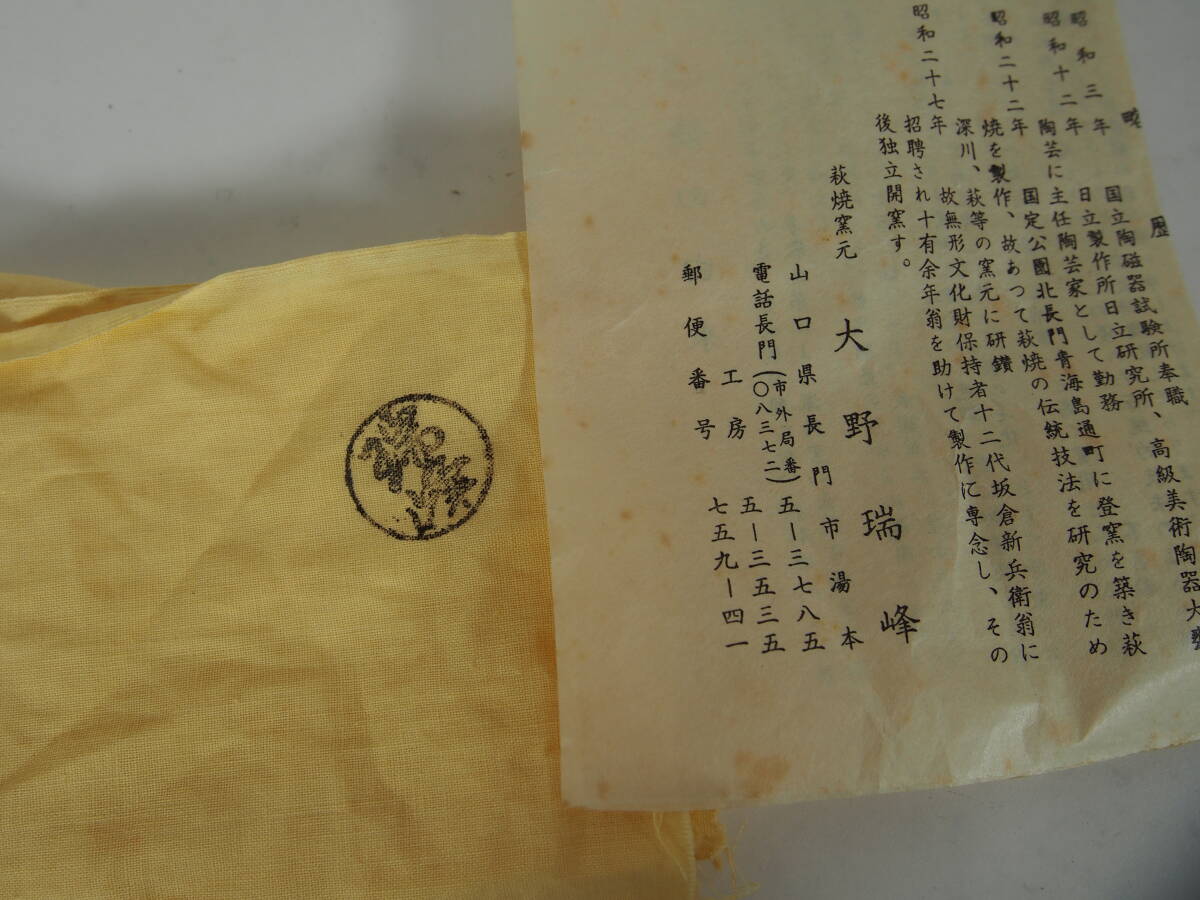 略 歴
昭和三年 国立陶磁器試験所奉職
昭和十二年 日立製作所日立研究所、高級美術陶器大
陶芸に主任陶芸家として勤務
昭和二十二年 国定公園北長門青海島通町に登窯を築き萩
焼を製作、故あつて萩焼の伝統技法を研究のため
深川、萩等の窯元に研鑽
昭和二十七年 故無形文化財保持者十二代坂倉新兵衛翁に
招聘され十有余年翁を助けて製作に専念し、その
後独立開窯す。
萩焼窯元 大野瑞峰
山口県長門市湯本
電話長門(市外局番〇八三七二)五―三七八五
工房 五―三五三五
郵便番号 七五九―四一